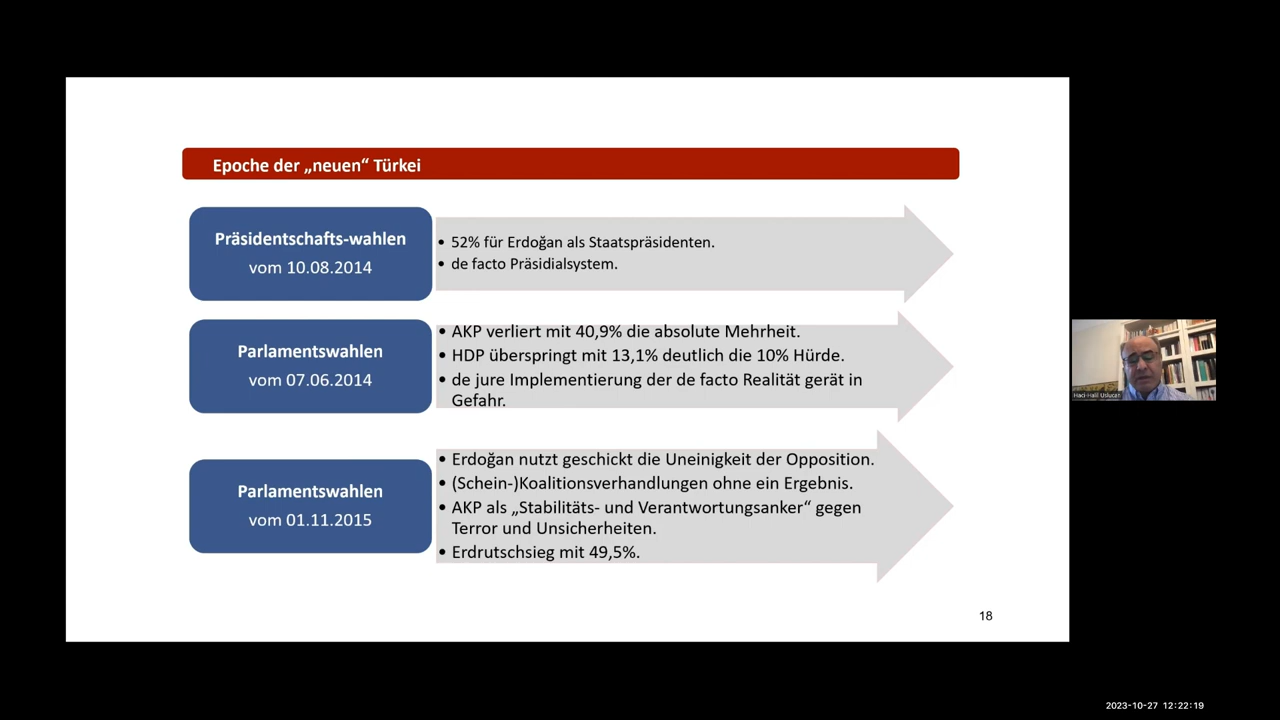 Epoche der „neuen“ Türkei
Präsidentschafts-wahlen
vom 10.08.2014
• 52% für Erdoğan als Staatspräsidenten.
• de facto Präsidialsystem.
Parlamentswahlen
vom 07.06.2014
• AKP verliert mit 40,9% die absolute Mehrheit.
• HDP überspringt mit 13,1% deutlich die 10% Hürde.
• de jure Implementierung der de facto Realität gerät in
Gefahr.
Parlamentswahlen
vom 01.11.2015
• Erdoğan nutzt geschickt die Uneinigkeit der Opposition.
• (Schein-)Koalitionsverhandlungen ohne ein Ergebnis.
• AKP als „Stabilitäts- und Verantwortungsanker“ gegen
Terror und Unsicherheiten.
• Erdrutschsieg mit 49,5%.
18
Haci-Halil Uslucan
2023-10-27 12:22:19